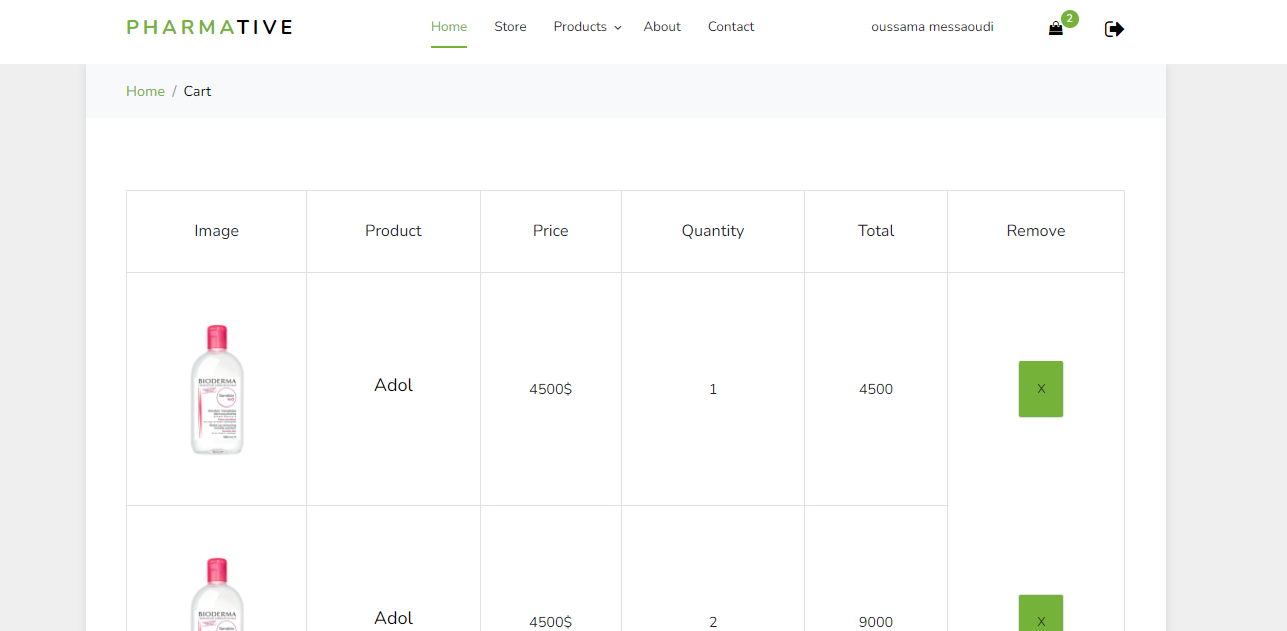 PHARMATIVE Home Store Products About Contact oussama messaoudi 2
Home / Cart
Image Product Price Quantity Total Remove
BIODERMA
Adol 4500$ 1 4500 X
BIODERMA
Adol 4500$ 2 9000 X